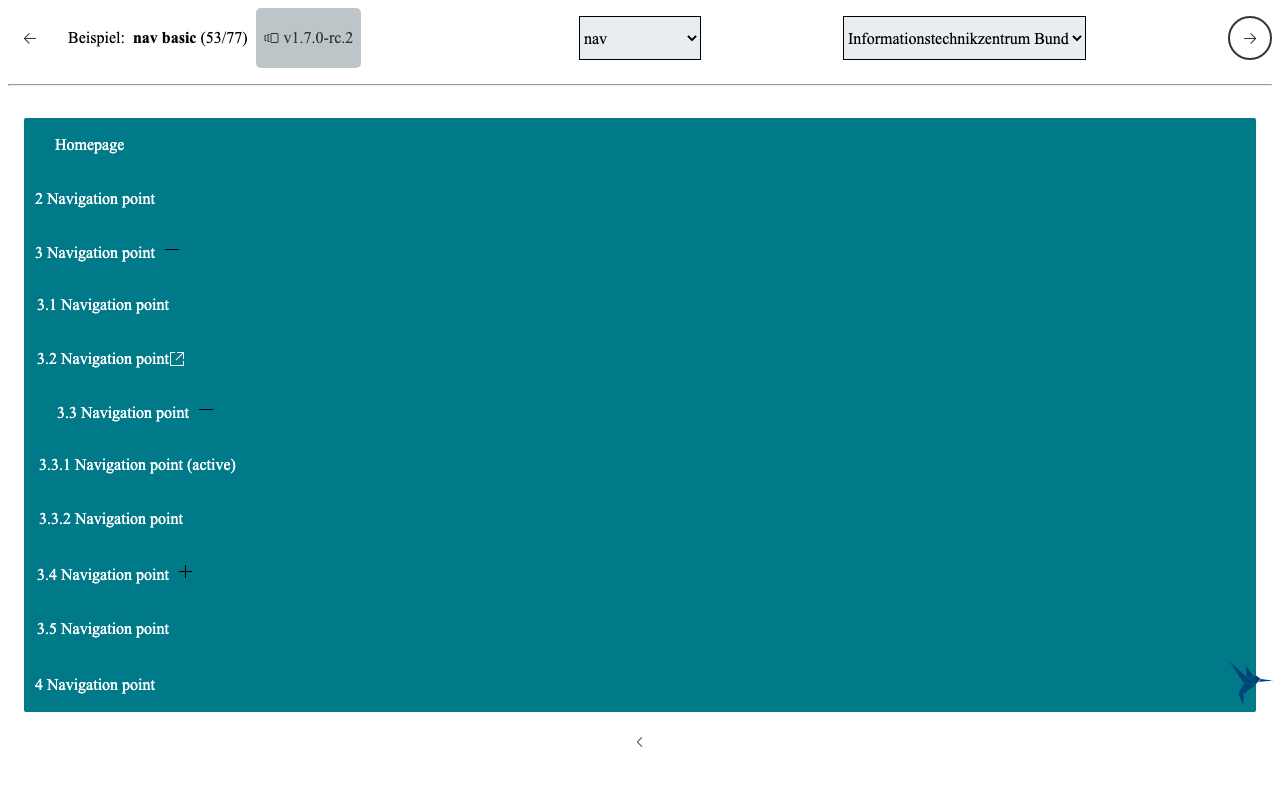 Beispiel: nav basic (53/77) v1.7.0-rc.2 nav Informationstechnikzentrum Bund
Homepage
2 Navigation point
3 Navigation point
3.1 Navigation point
3.2 Navigation point
3.3 Navigation point
3.3.1 Navigation point (active)
3.3.2 Navigation point
3.4 Navigation point
3.5 Navigation point
4 Navigation point